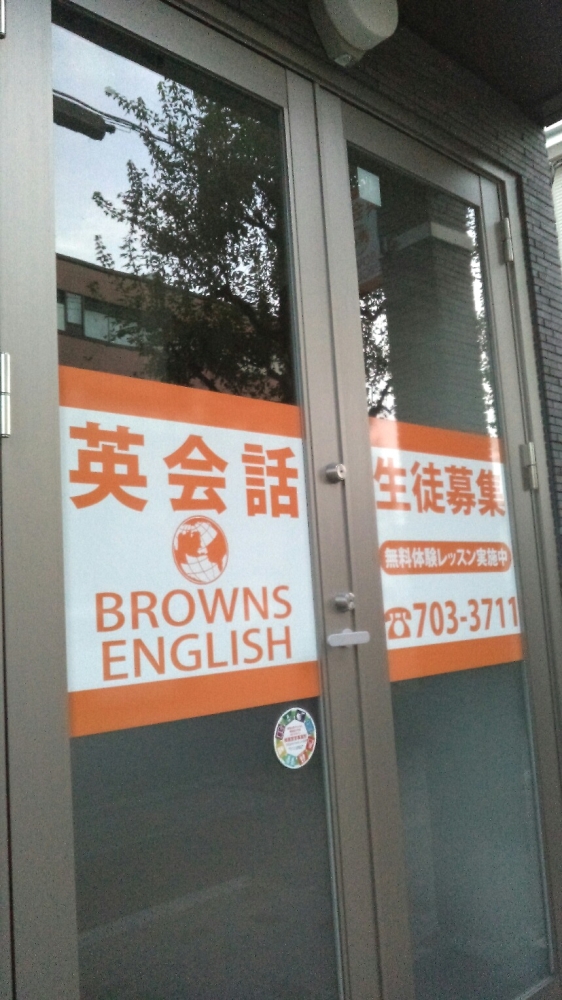 英会話
BROWNS
ENGLISH
生徒募集
無料体験レッスン実施中
☎703-3711